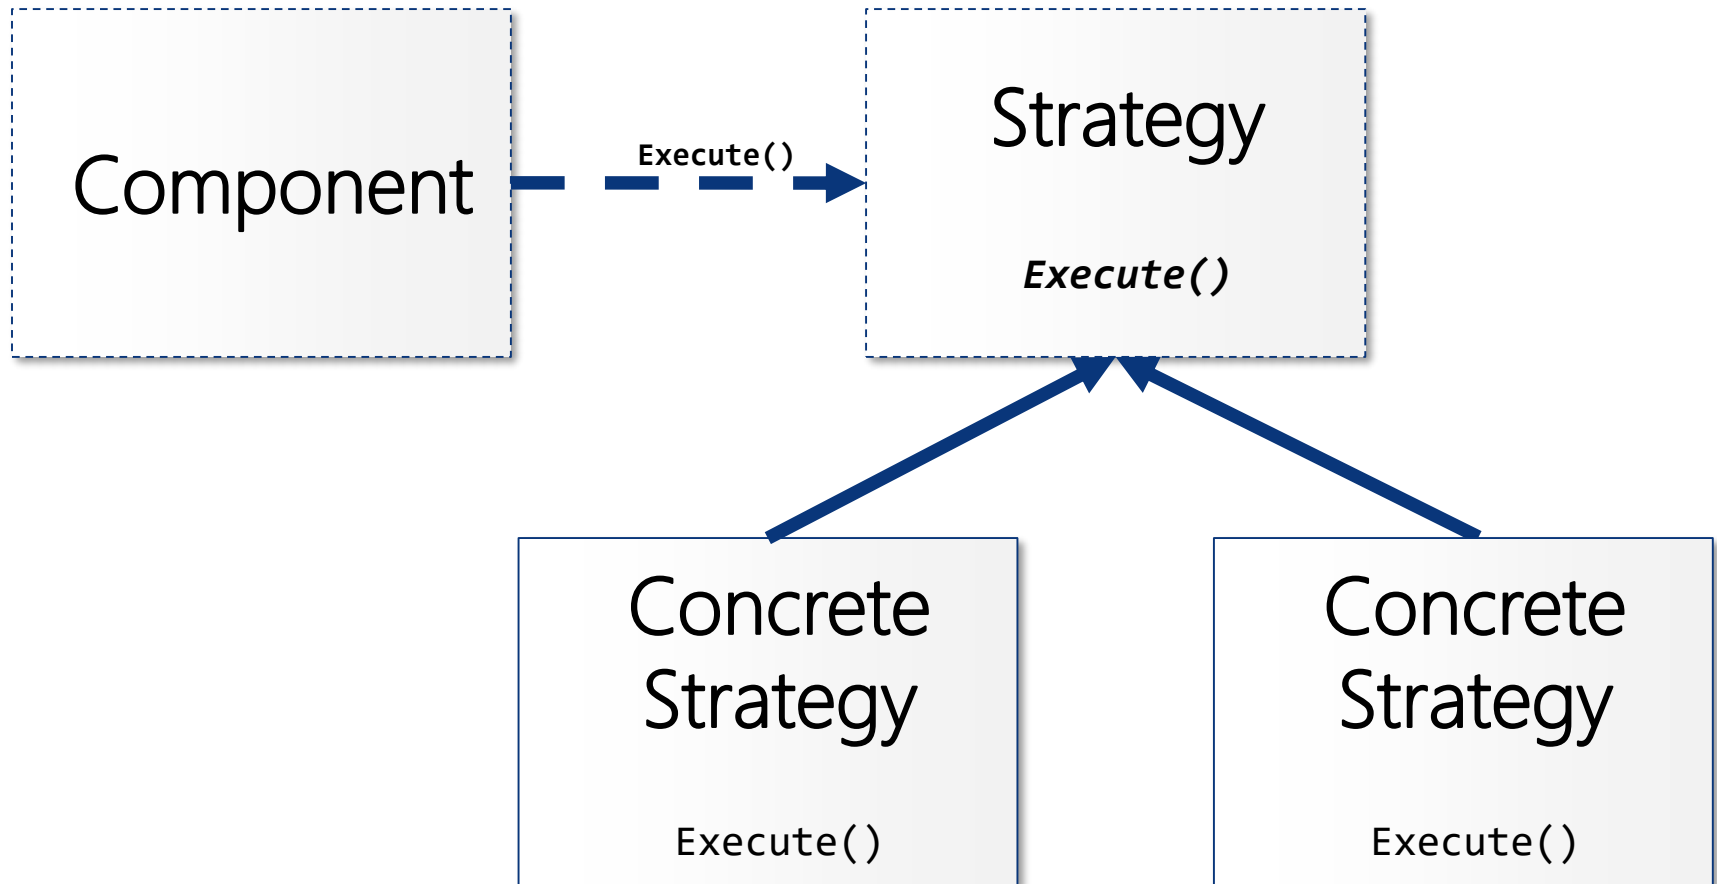 Component
Execute()
Strategy
Execute()
Concrete
Strategy
Execute()
Concrete
Strategy
Execute()